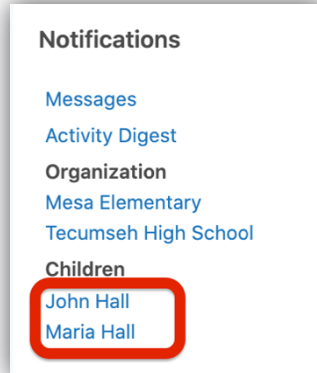 Notifications
Messages
Activity Digest
Organization
Mesa Elementary
Tecumseh High School
Children
John Hall
Maria Hall